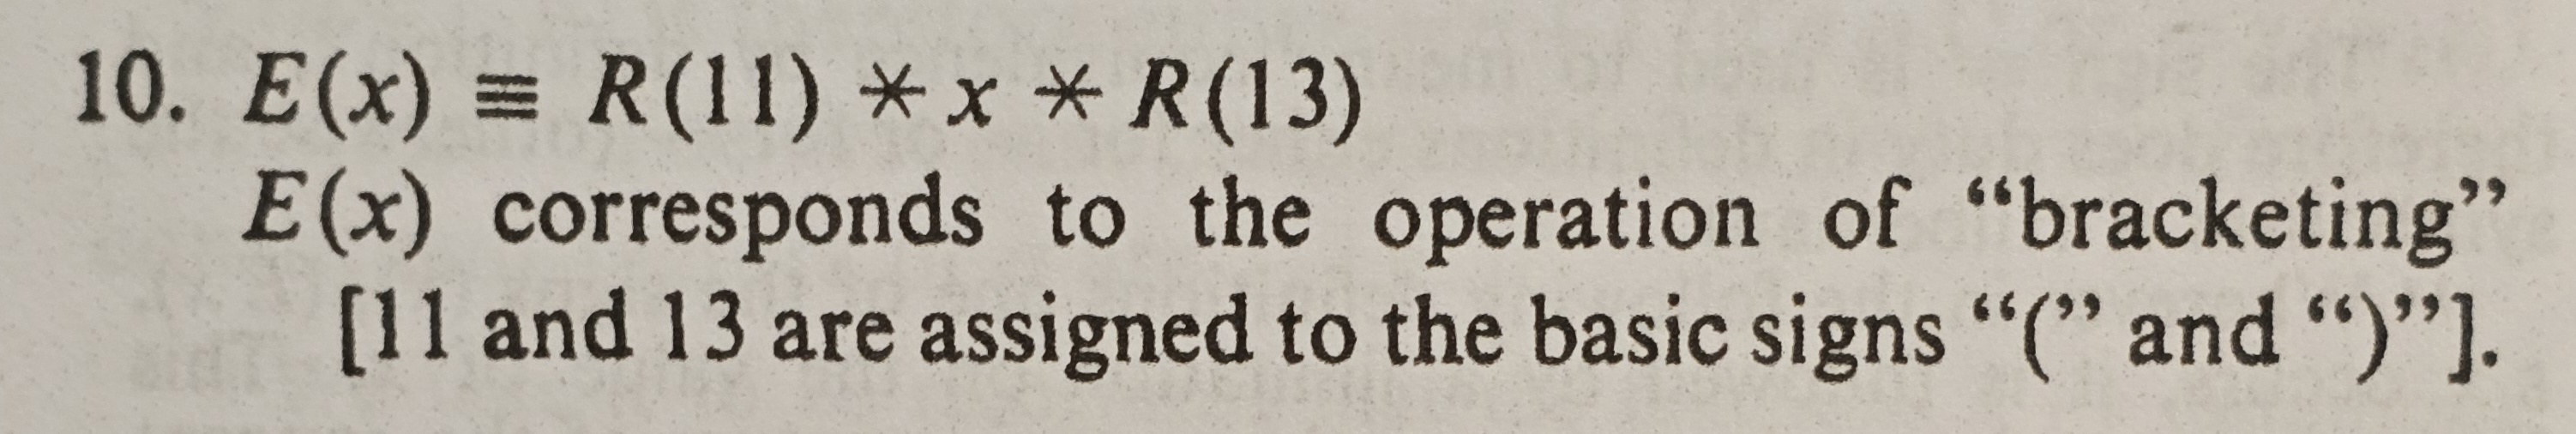 10. E(x) ≡ R(11) * x * R(13)
E(x) corresponds to the operation of “bracketing”
[11 and 13 are assigned to the basic signs “(” and “)”].